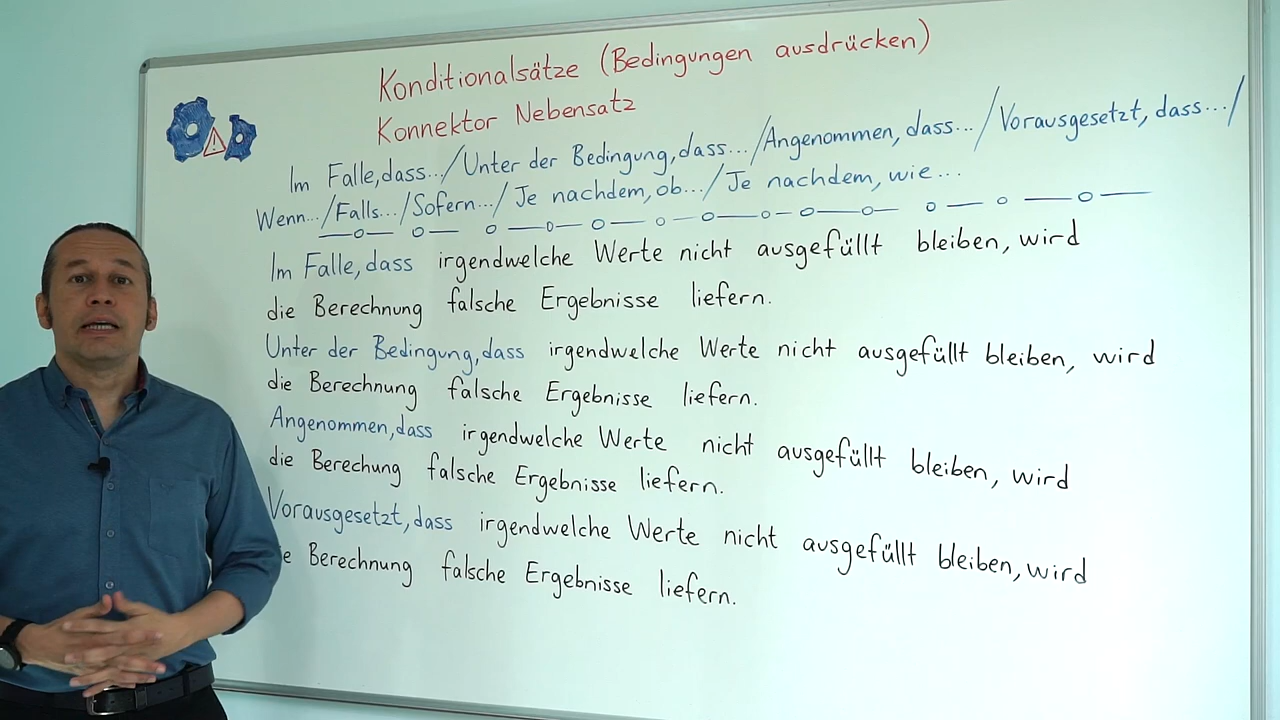 Konditionalsätze (Bedingungen ausdrücken)
Konnektor Nebensatz
Im Falle, dass.../Unter der Bedingung, dass.../Angenommen, dass.../Vorausgesetzt, dass.../
Wenn.../Falls.../Sofern.../Je nachdem, ob.../Je nachdem, wie...
Im Falle, dass irgendwelche Werte nicht ausgefüllt bleiben, wird
die Berechnung falsche Ergebnisse liefern.
Unter der Bedingung, dass irgendwelche Werte nicht ausgefüllt bleiben, wird
die Berechnung falsche Ergebnisse liefern.
Angenommen, dass irgendwelche Werte nicht ausgefüllt bleiben, wird
die Berechung falsche Ergebnisse liefern.
Vorausgesetzt, dass irgendwelche Werte nicht ausgefüllt bleiben, wird
e Berechnung falsche Ergebnisse liefern.